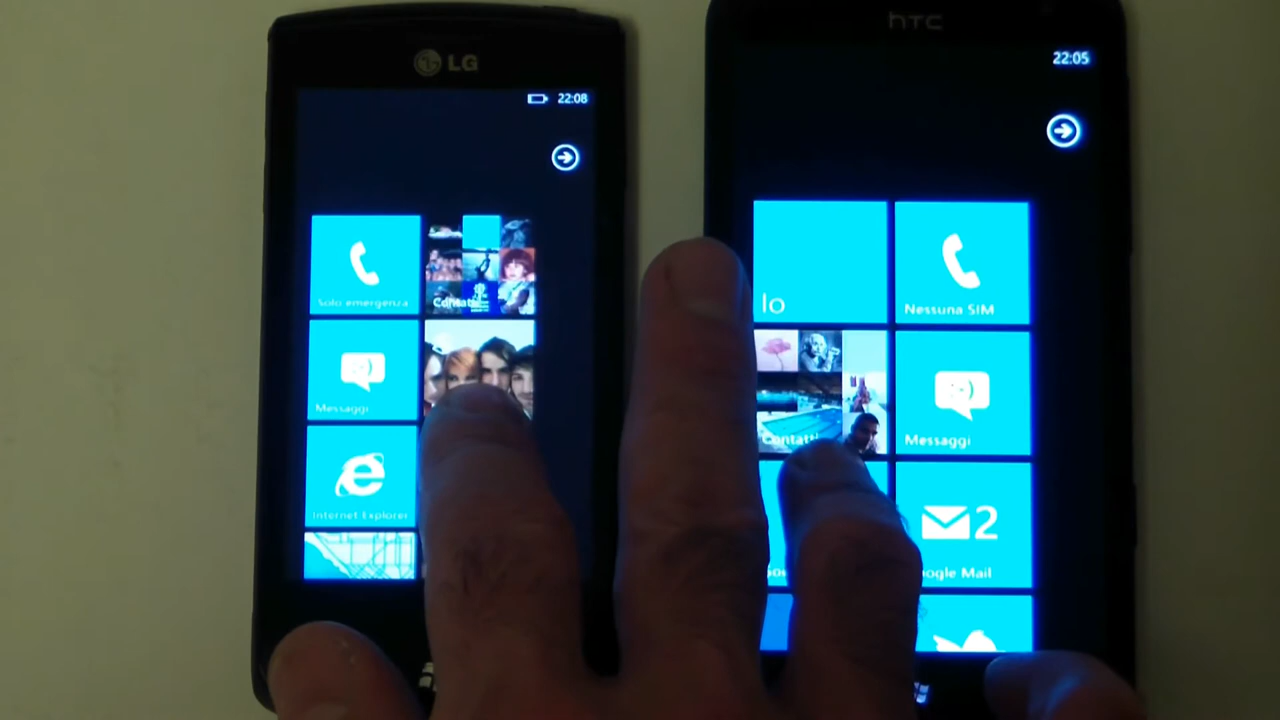 LG
22:08
Solo emergenza
Contatti
Messaggi
Internet Explorer
hTC
22:05
Io
Nessuna SIM
Contatti
Messaggi
2
oogle Mail